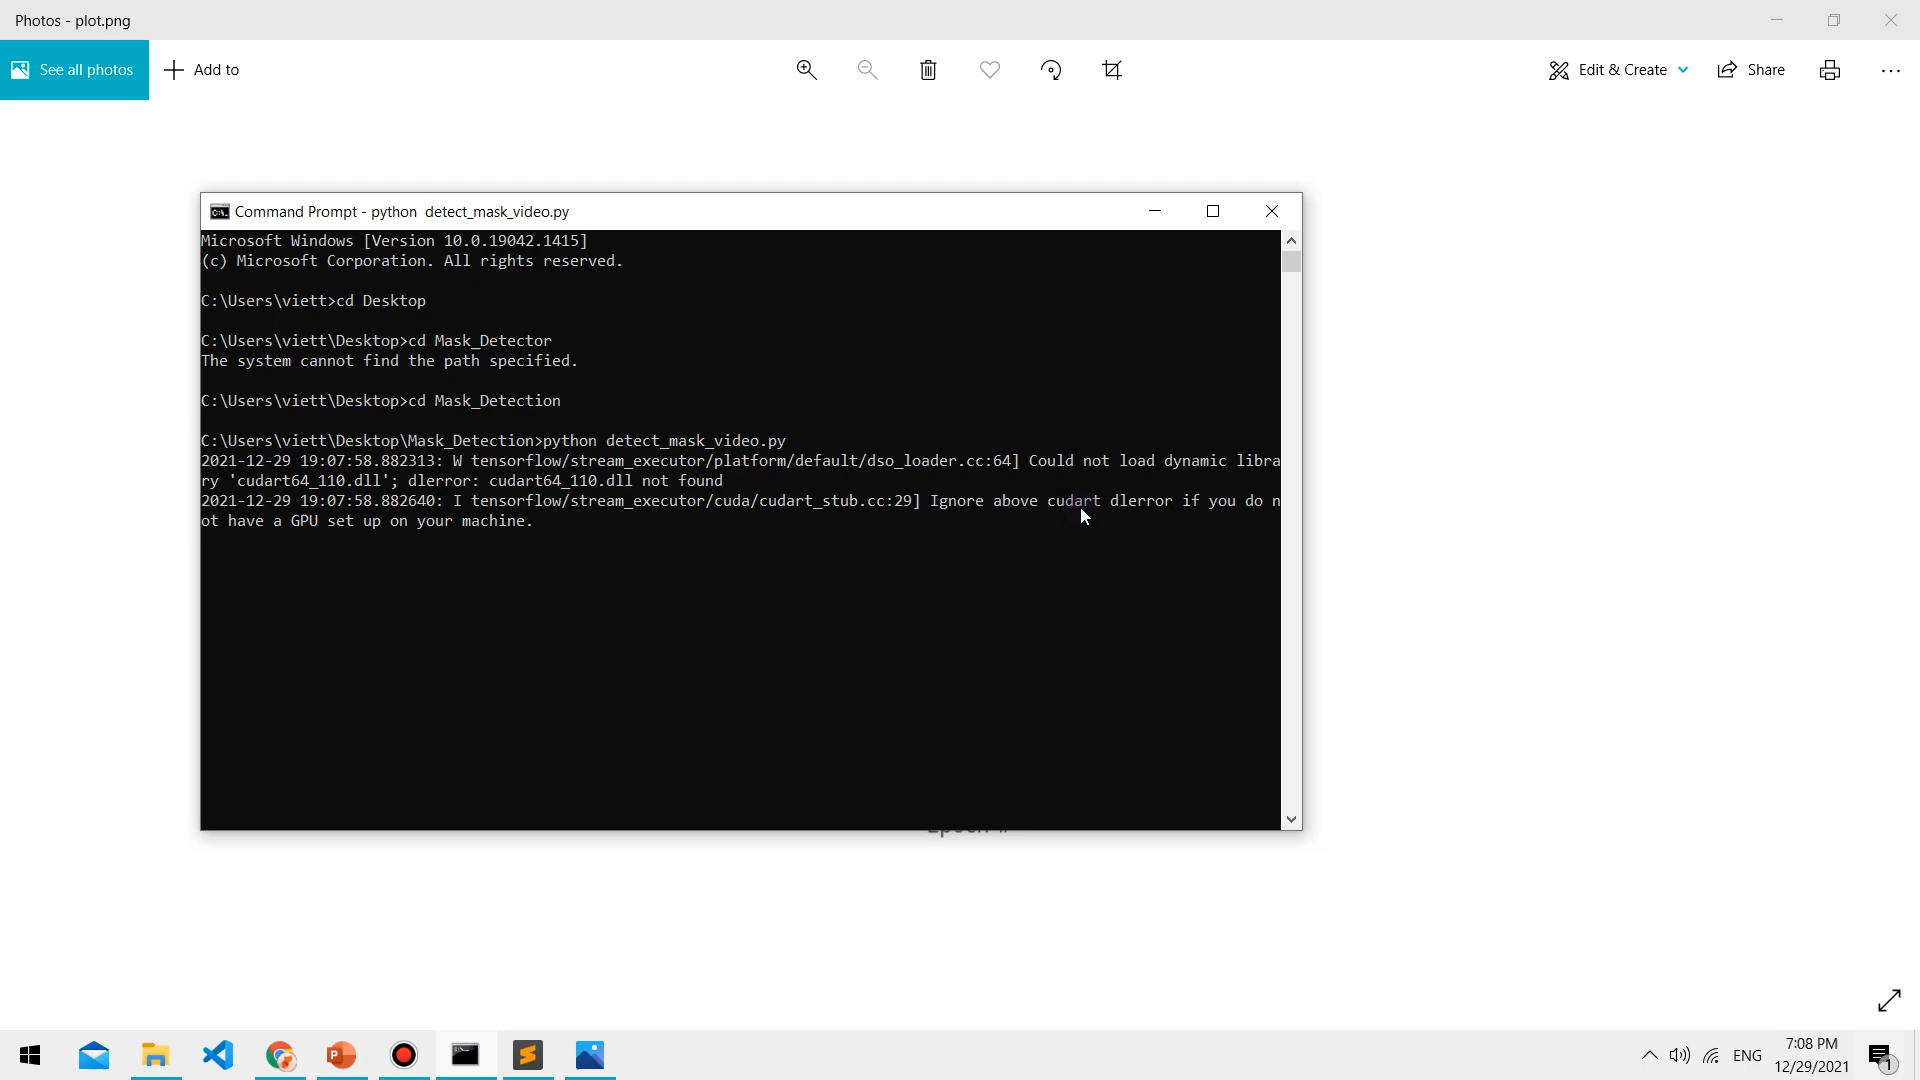 Photos - plot.png
See all photos
Add to
Edit & Create
Share
Command Prompt - python  detect_mask_video.py
Microsoft Windows [Version 10.0.19042.1415]
(c) Microsoft Corporation. All rights reserved.
C:\Users\viett>cd Desktop
C:\Users\viett\Desktop>cd Mask_Detector
The system cannot find the path specified.
C:\Users\viett\Desktop>cd Mask_Detection
C:\Users\viett\Desktop\Mask_Detection>python detect_mask_video.py
2021-12-29 19:07:58.882313: W tensorflow/stream_executor/platform/default/dso_loader.cc:64] Could not load dynamic libra
ry 'cudart64_110.dll'; dlerror: cudart64_110.dll not found
2021-12-29 19:07:58.882640: I tensorflow/stream_executor/cuda/cudart_stub.cc:29] Ignore above cudart dlerror if you do n
ot have a GPU set up on your machine.
ENG
7:08 PM
12/29/2021
1